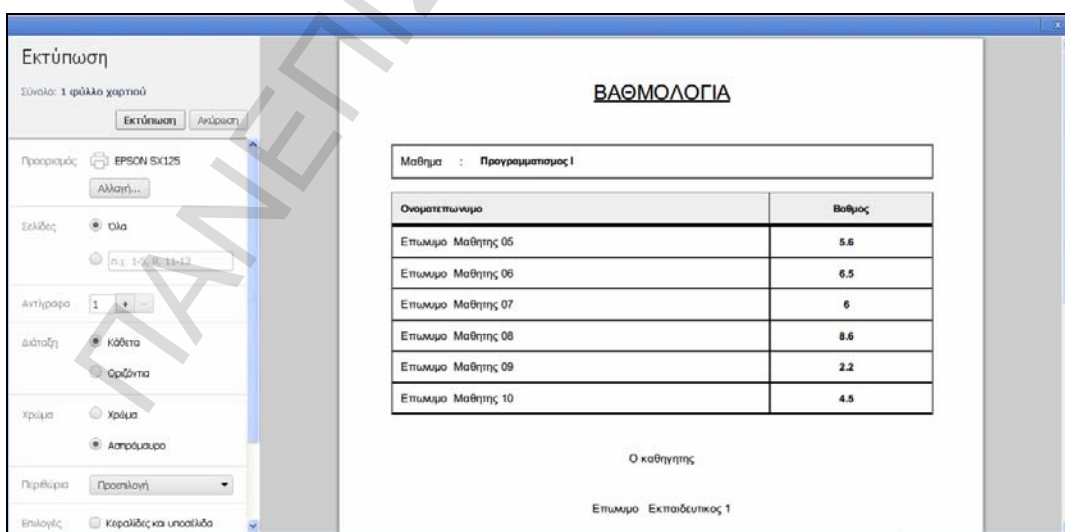 ΠΑΝΕΠΙΣ
x
Εκτύπωση
Σύνολο: 1 φύλλο χαρτιού
Εκτύπωση Ακύρωση
Προορισμός EPSON SX125
Αλλαγή...
Σελίδες Όλα
π.χ. 1-5, 8, 11-13
Αντίγραφα 1 + -
Διάταξη Κάθετα
Οριζόντια
Χρώμα Χρώμα
Ασπρόμαυρο
Περιθώρια Προεπιλογή
Επιλογές Κεφαλίδες και υποσέλιδα
ΒΑΘΜΟΛΟΓΙΑ
Μαθημα : Προγραμματισμος Ι
Ονοματεπωνυμο Βαθμος
Επωνυμο Μαθητης 05 5.6
Επωνυμο Μαθητης 06 6.5
Επωνυμο Μαθητης 07 6
Επωνυμο Μαθητης 08 8.6
Επωνυμο Μαθητης 09 2.2
Επωνυμο Μαθητης 10 4.5
Ο καθηγητης
Επωνυμο Εκπαιδευτικος 1